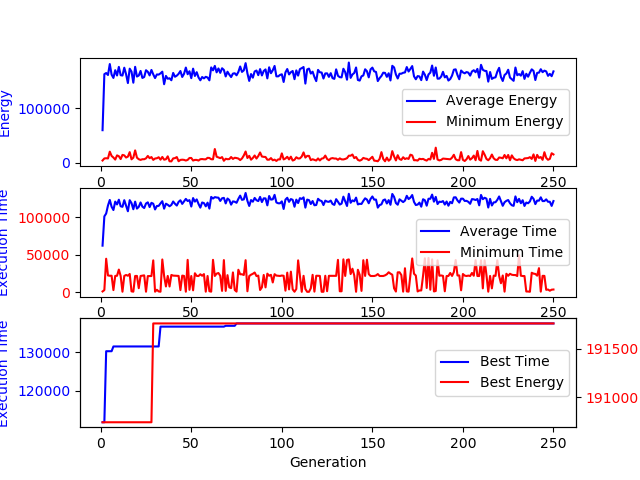 Energy
100000
0
Average Energy
Minimum Energy
0 50 100 150 200 250
Execution Time
100000
50000
0
Average Time
Minimum Time
0 50 100 150 200 250
Execution Time
130000
120000
Best Time
Best Energy
191500
191000
0 50 100 150 200 250
Generation